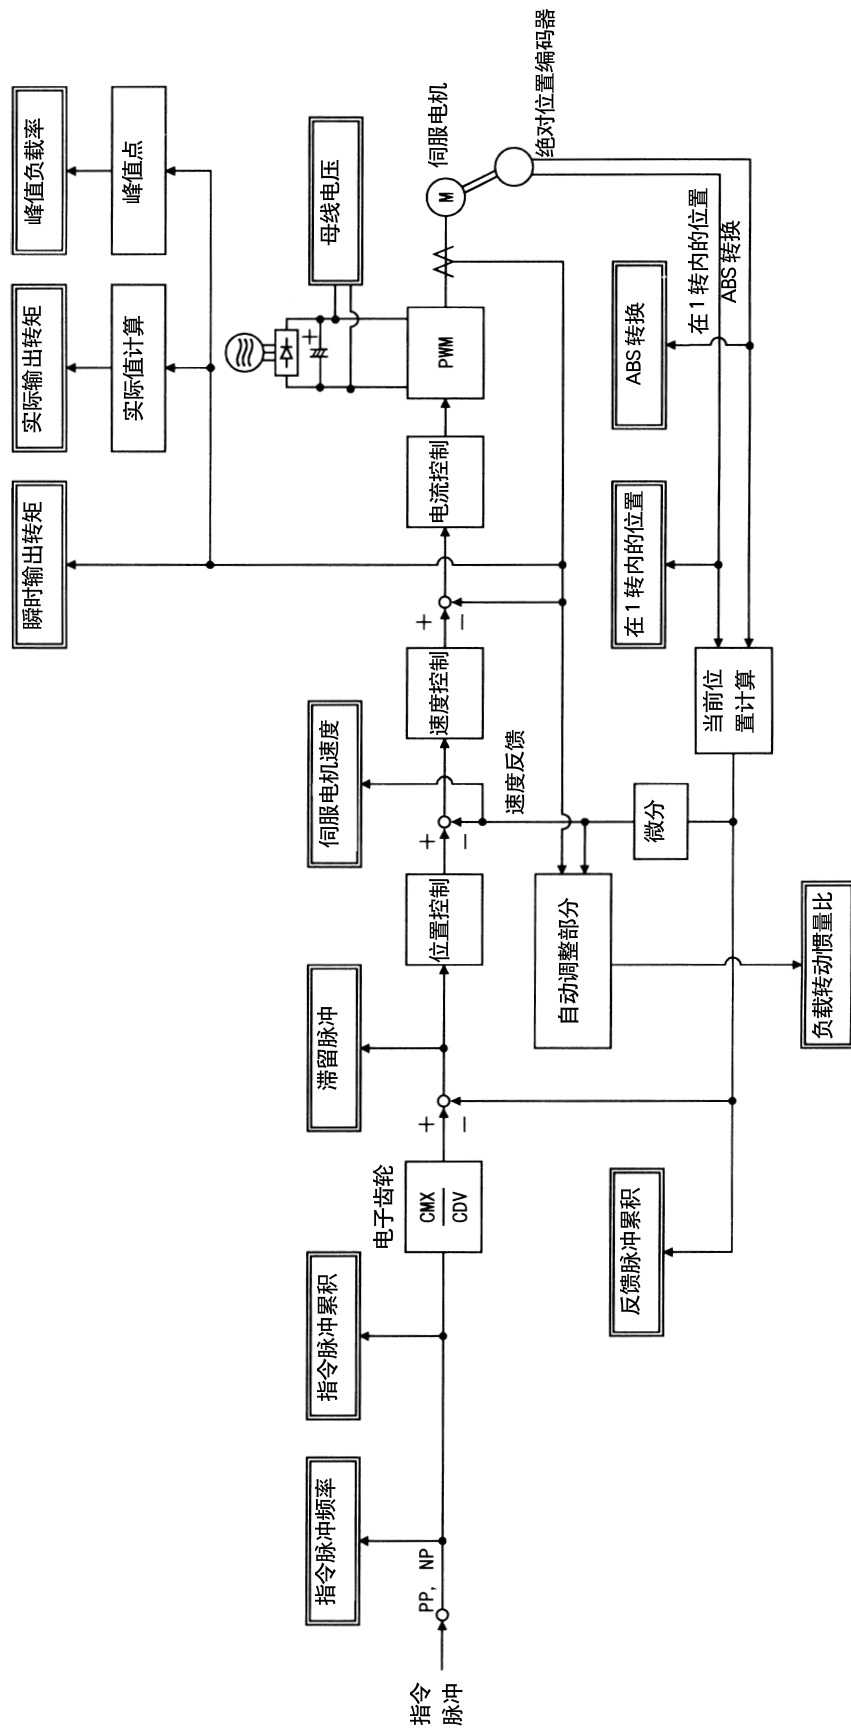 瞬时输出转矩
实际输出转矩
峰值负载率
实际值计算
峰值点
指令脉冲频率
指令脉冲累积
滞留脉冲
伺服电机速度
母线电压
指令
脉冲
PP, NP
电子齿轮
CMX
CDV
+
−
位置控制
+
−
速度控制
+
−
电流控制
PWM
+
M
伺服电机
绝对位置编码器
速度反馈
自动调整部分
微分
反馈脉冲累积
在1转内的位置
ABS转换
在1转内的位置
ABS转换
当前位
置计算
负载转动惯量比